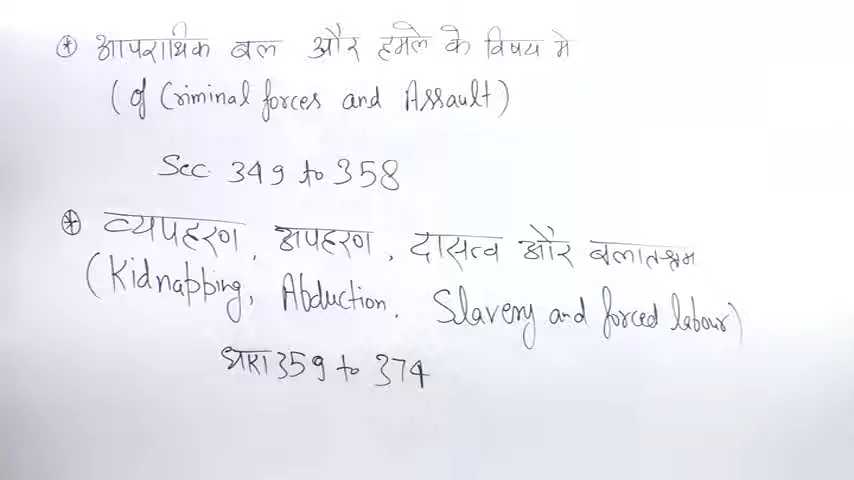 * आपराधिक बल और हमले के विषय मे
(of Criminal forces and Assault)
Sec. 349 to 358
* व्यपहरण, अपहरण, दासत्व और बलातश्रम
(Kidnapping, Abduction. Slavery and forced labour)
धारा 359 to 374